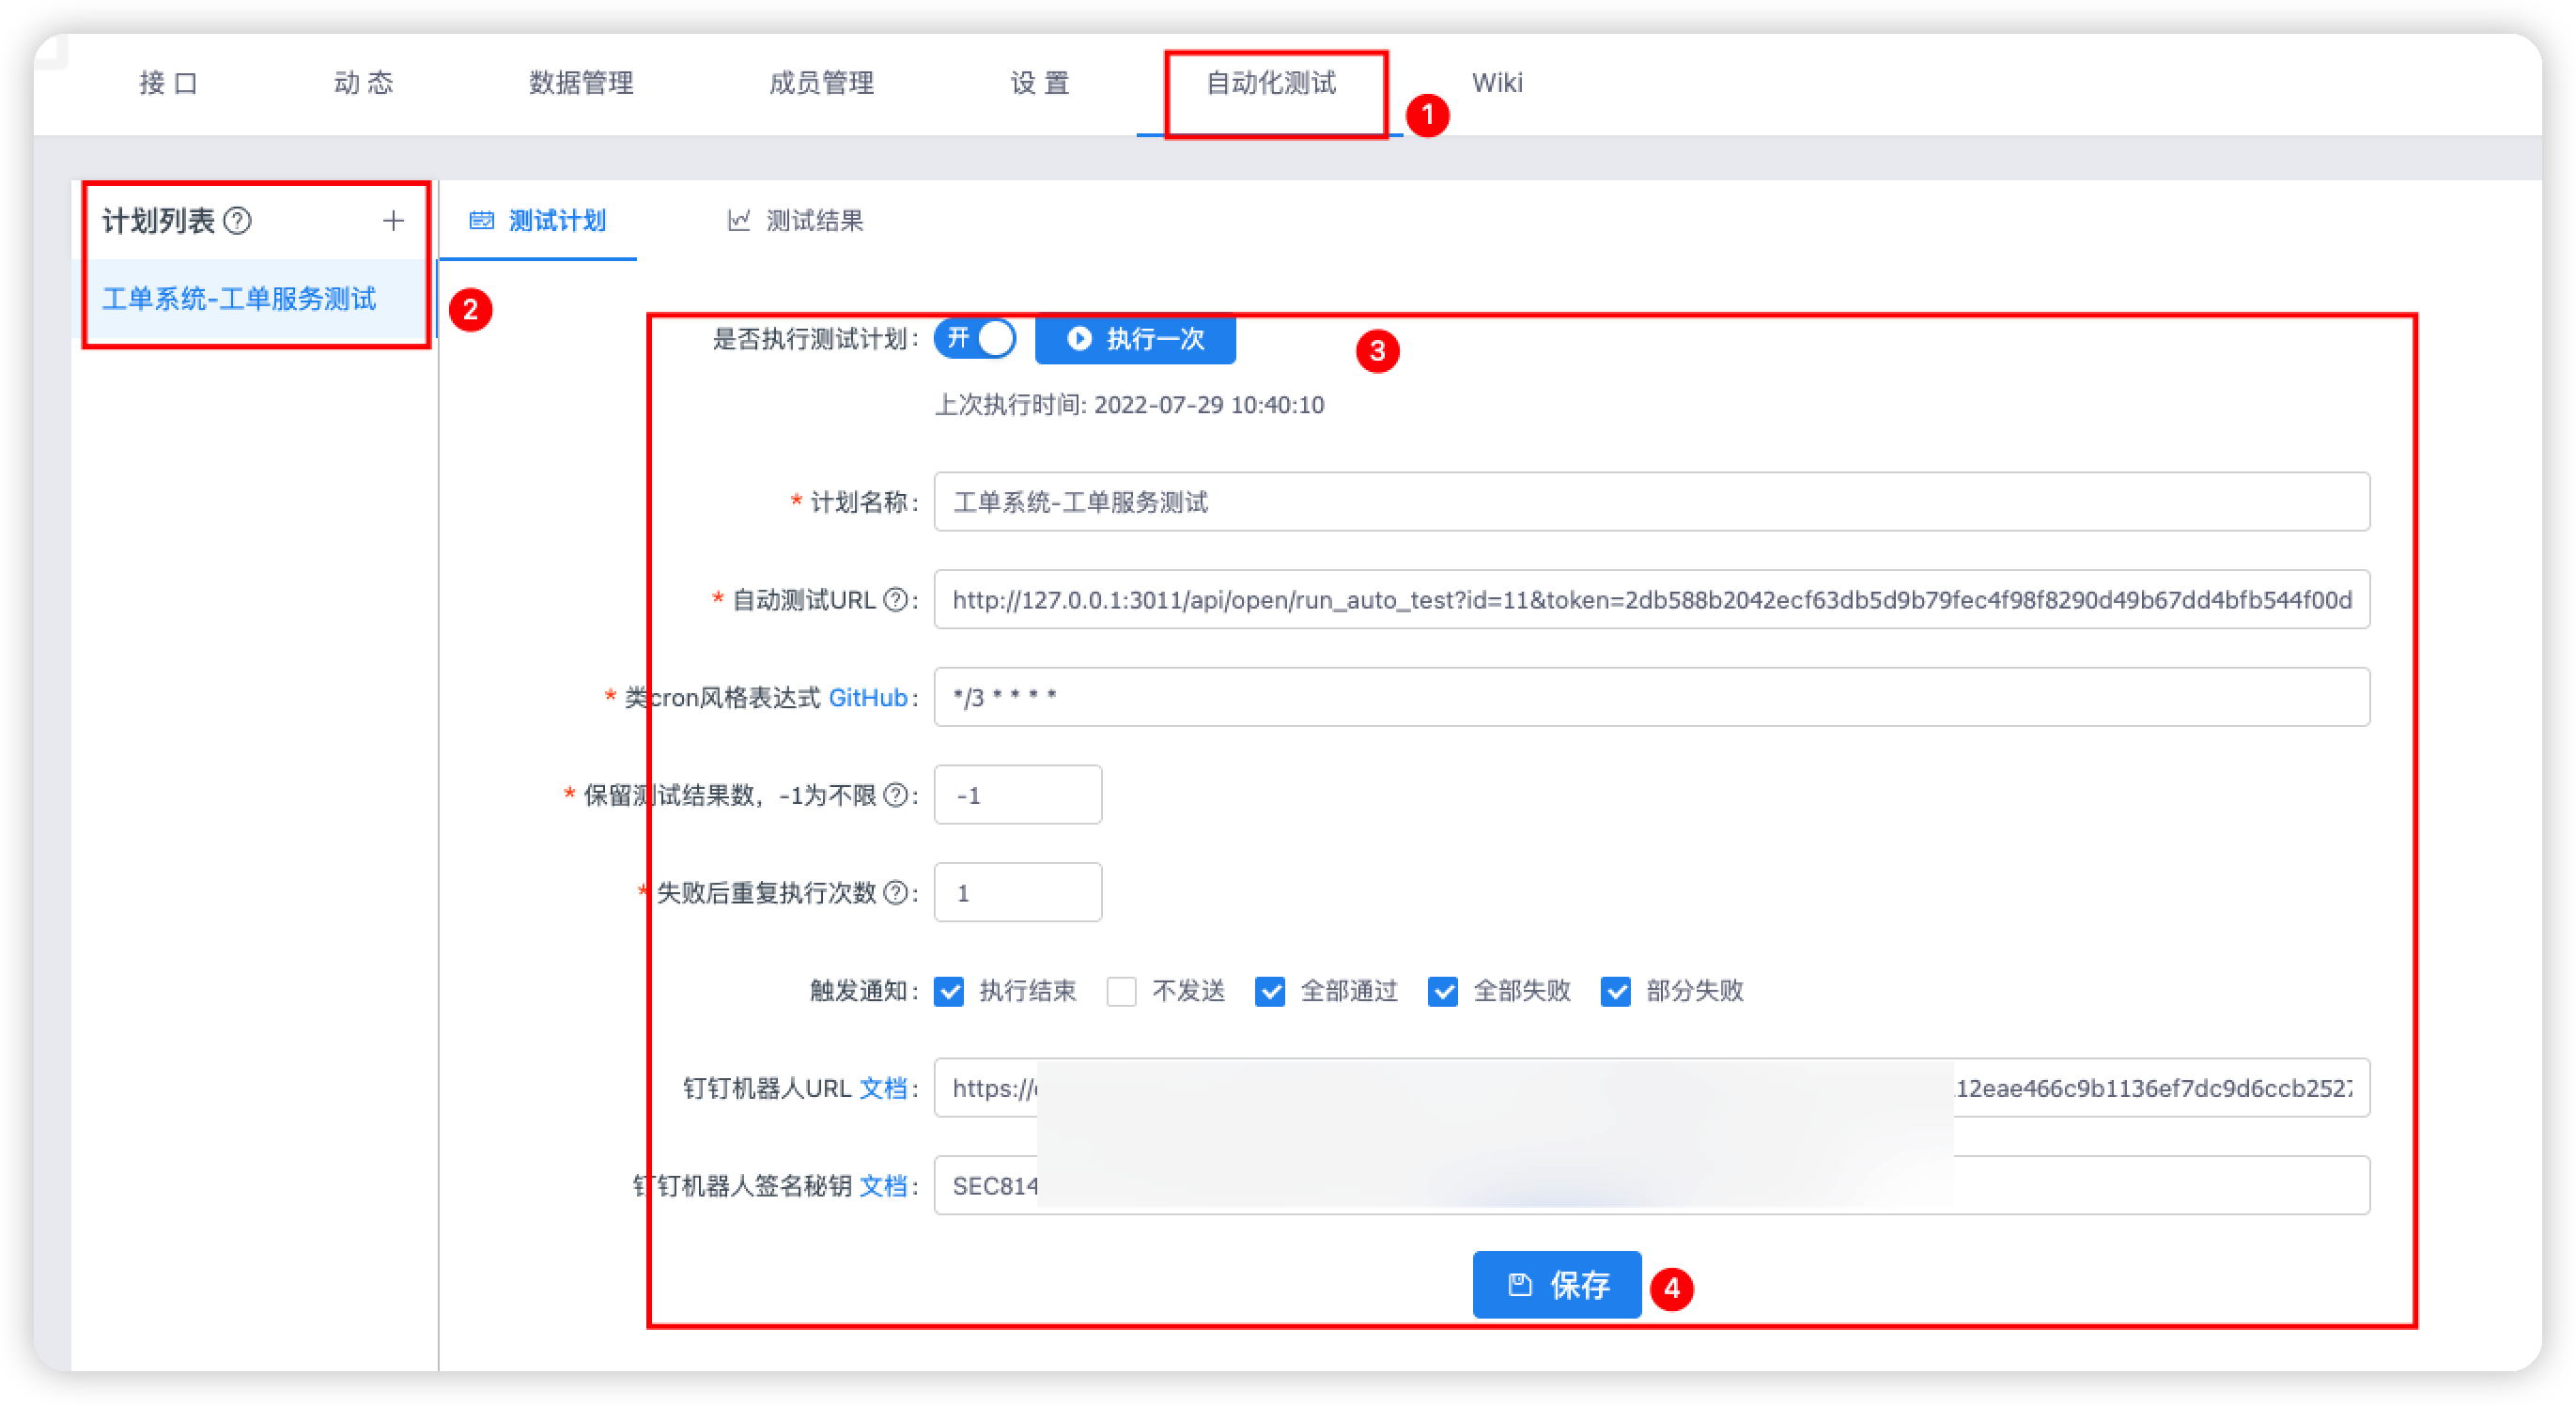 接 口 动 态 数据管理 成员管理 设 置 自动化测试 Wiki
1
计划列表 ? +
工单系统-工单服务测试
2
测试计划 测试结果
是否执行测试计划: 开 执行一次
3
上次执行时间: 2022-07-29 10:40:10
* 计划名称: 工单系统-工单服务测试
* 自动测试URL ?: http://127.0.0.1:3011/api/open/run_auto_test?id=11&token=2db588b2042ecf63db5d9b79fec4f98f8290d49b67dd4bfb544f00d
* 类cron风格表达式 GitHub: */3 * * * *
* 保留测试结果数，-1为不限 ?: -1
* 失败后重复执行次数 ?: 1
触发通知: 执行结束 不发送 全部通过 全部失败 部分失败
钉钉机器人URL 文档: https:// 12eae466c9b1136ef7dc9d6ccb252
钉钉机器人签名秘钥 文档: SEC814
保存
4